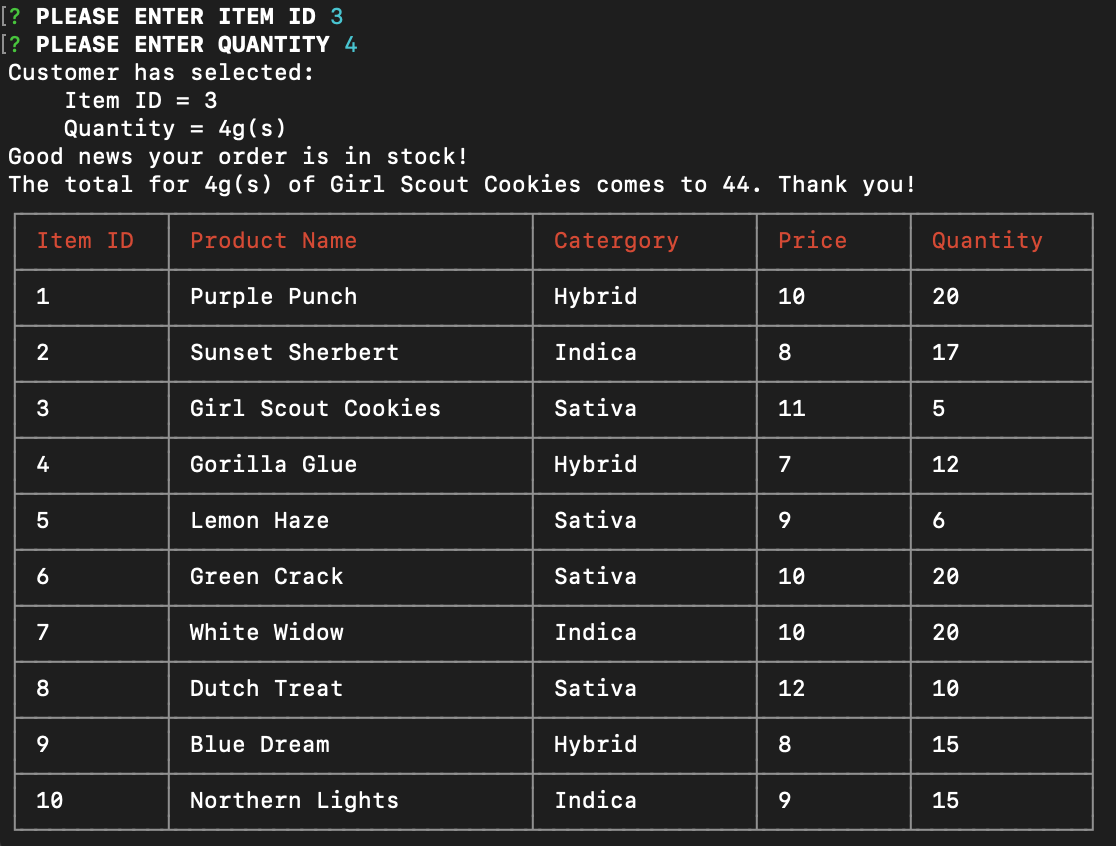 [? PLEASE ENTER ITEM ID 3
[? PLEASE ENTER QUANTITY 4
Customer has selected:
Item ID = 3
Quantity = 4g(s)
Good news your order is in stock!
The total for 4g(s) of Girl Scout Cookies comes to 44. Thank you!
Item ID Product Name Catergory Price Quantity
1 Purple Punch Hybrid 10 20
2 Sunset Sherbert Indica 8 17
3 Girl Scout Cookies Sativa 11 5
4 Gorilla Glue Hybrid 7 12
5 Lemon Haze Sativa 9 6
6 Green Crack Sativa 10 20
7 White Widow Indica 10 20
8 Dutch Treat Sativa 12 10
9 Blue Dream Hybrid 8 15
10 Northern Lights Indica 9 15